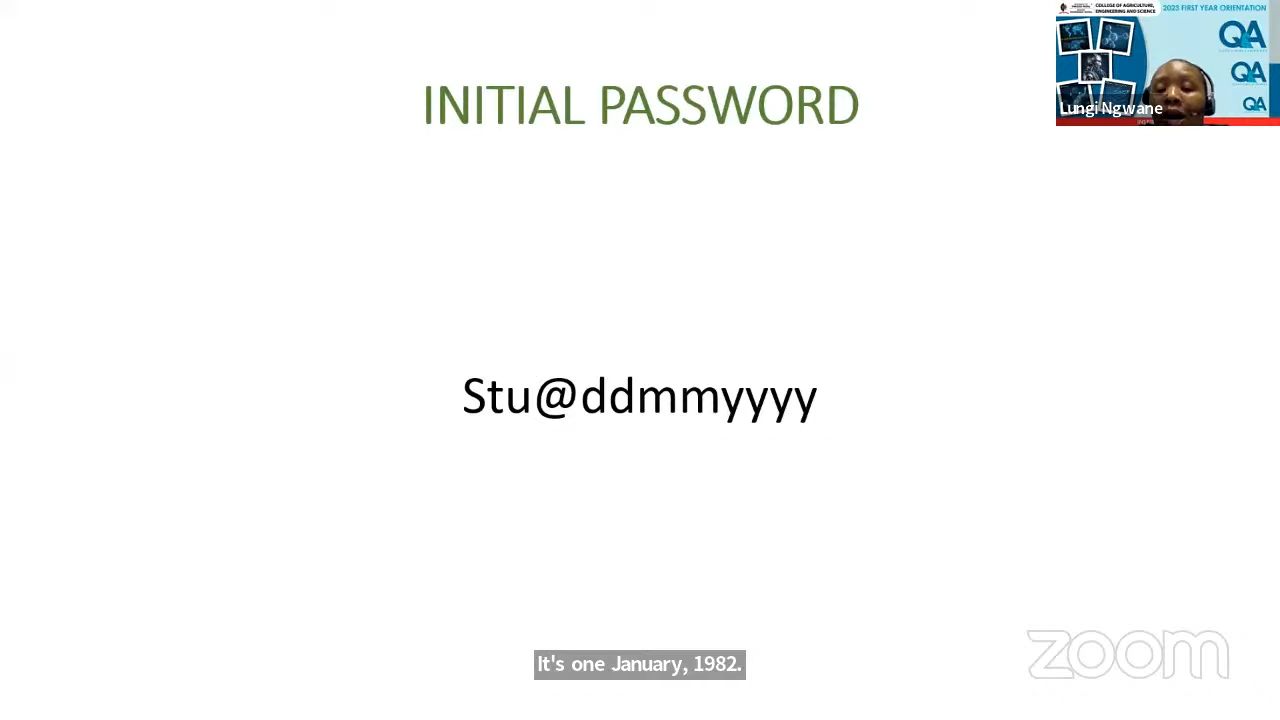 COLLEGE OF AGRICULTURE,
ENGINEERING AND SCIENCE
2023 FIRST YEAR ORIENTATION
QA
QA
QA
Lungi Ngwane
INITIAL PASSWORD
Stu@ddmmyyyy
It's one January, 1982.
zoom